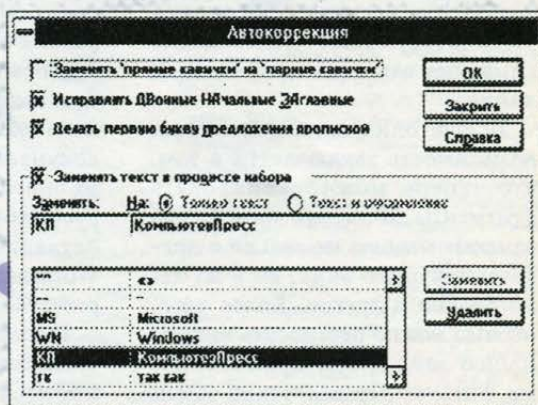 Автокоррекция
Заменять "прямые кавычки" на "парные кавычки"
Исправлять ДВойные НАчальные ЗАглавные
Делать первую букву предложения прописной
OK
Закрыть
Справка
Заменять текст в процессе набора
Заменить: На: Только текст Текст и оформление
КП КомпьютерПресс
"" «»
MS Microsoft
WN Windows
КП КомпьютерПресс
тк так как
Заменить
Удалить